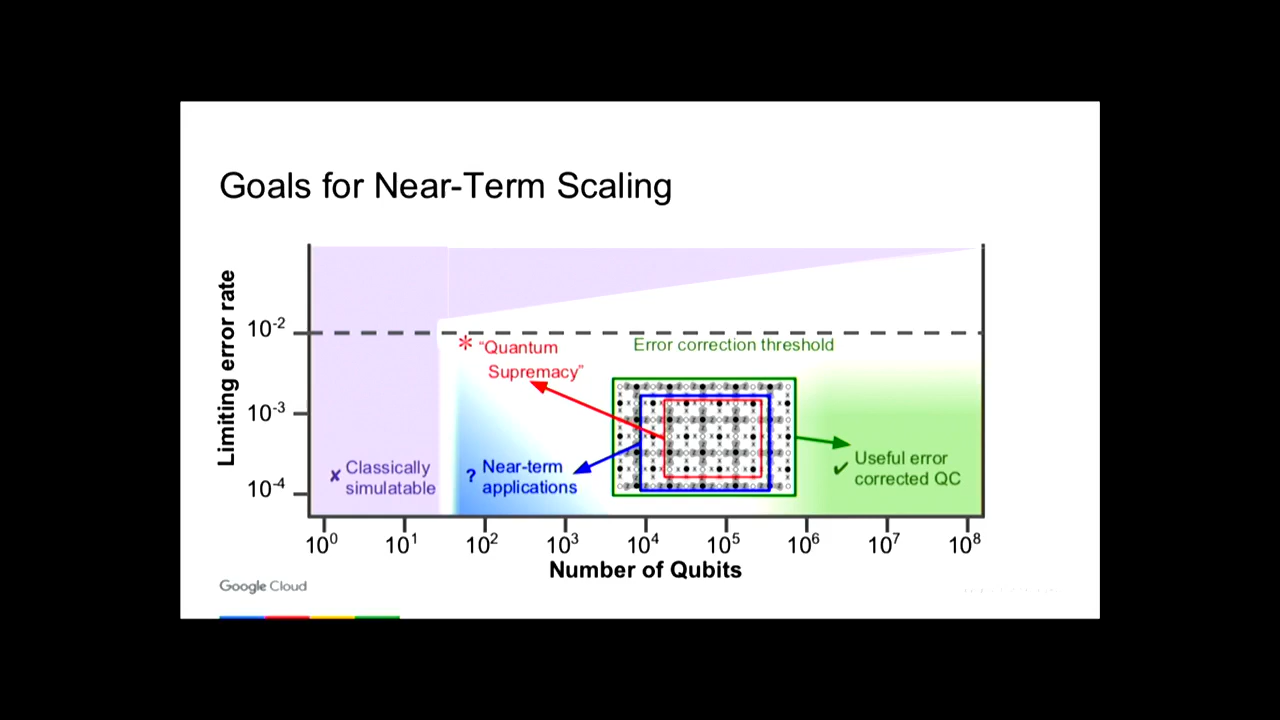 Goals for Near-Term Scaling
Limiting error rate
10⁻²
10⁻³
10⁻⁴
* "Quantum
Supremacy"
Error correction threshold
✘ Classically
simulatable
? Near-term
applications
✔ Useful error
corrected QC
10⁰ 10¹ 10² 10³ 10⁴ 10⁵ 10⁶ 10⁷ 10⁸
Number of Qubits
Google Cloud